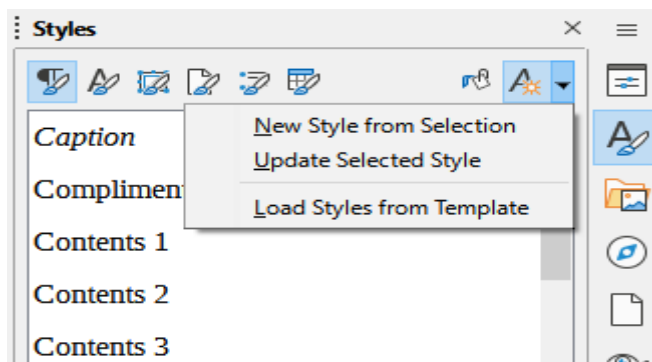 Styles
New Style from Selection
Update Selected Style
Load Styles from Template
Caption
Complimen
Contents 1
Contents 2
Contents 3